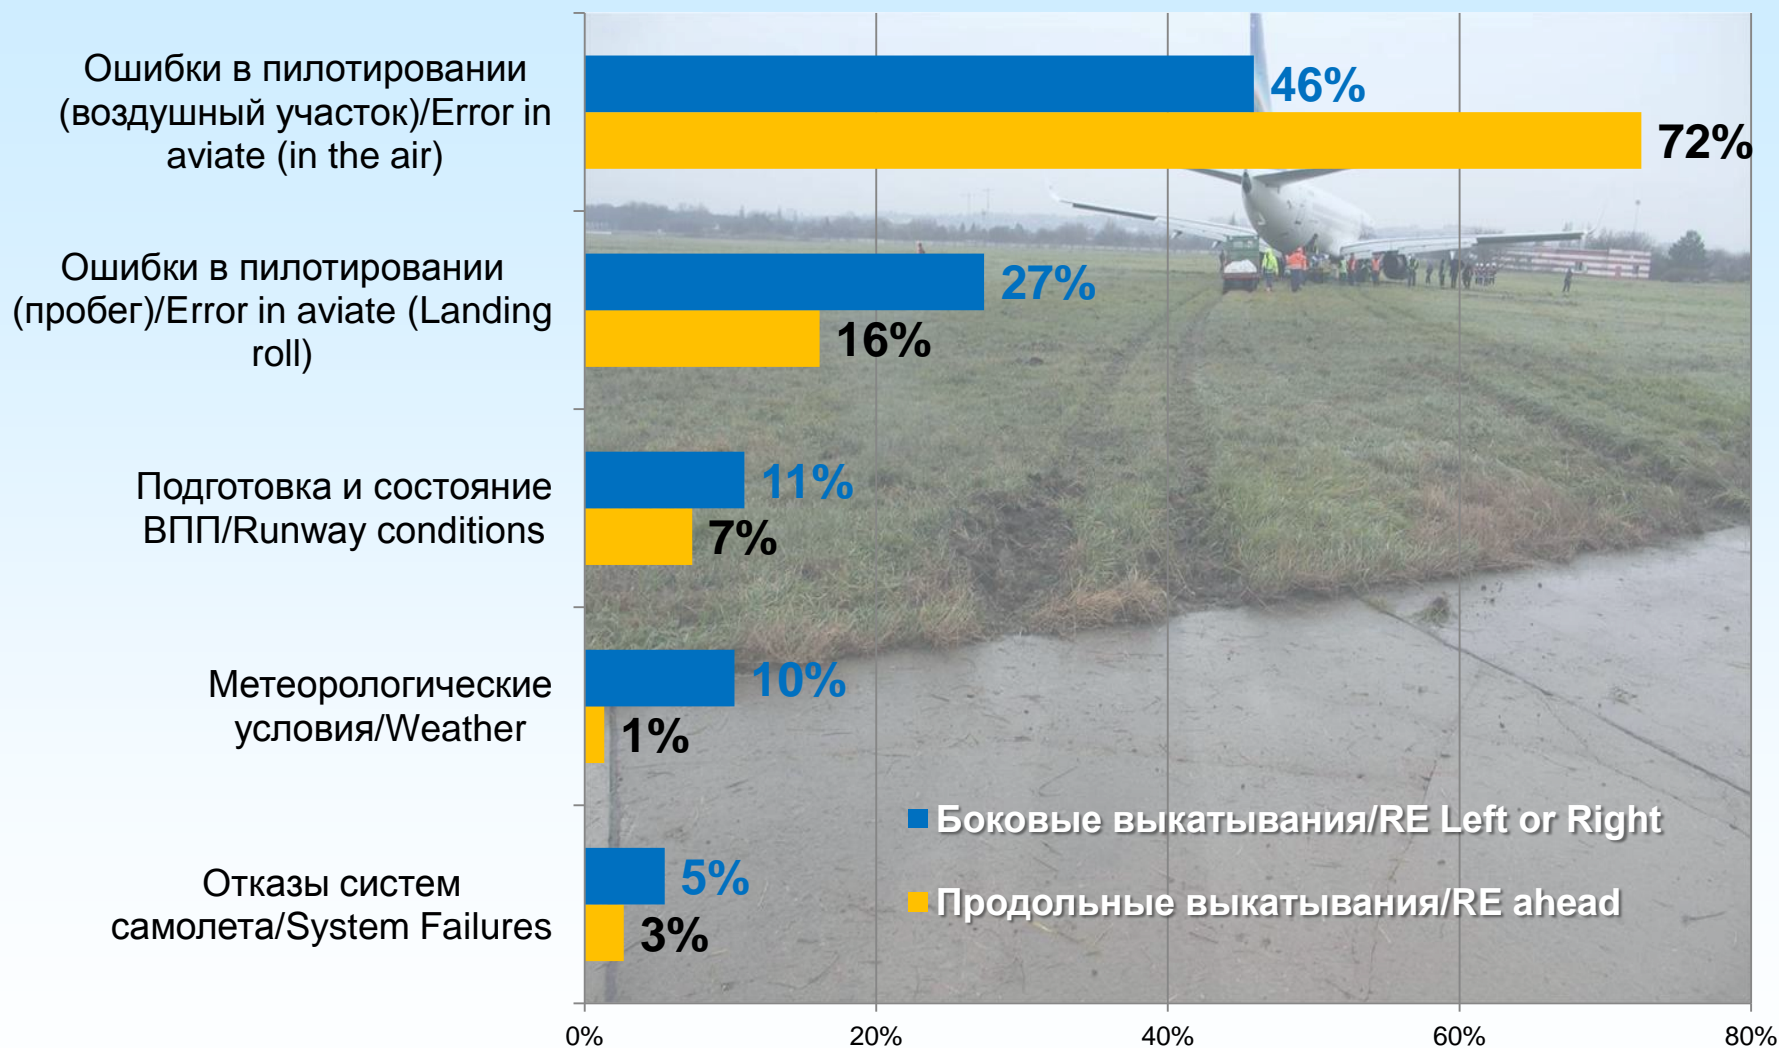 Ошибки в пилотировании
(воздушный участок)/Error in
aviate (in the air)
46%
72%
Ошибки в пилотировании
(пробег)/Error in aviate (Landing
roll)
27%
16%
Подготовка и состояние
ВПП/Runway conditions
11%
7%
Метеорологические
условия/Weather
10%
1%
Отказы систем
самолета/System Failures
5%
3%
Боковые выкатывания/RE Left or Right
Продольные выкатывания/RE ahead
0% 20% 40% 60% 80%